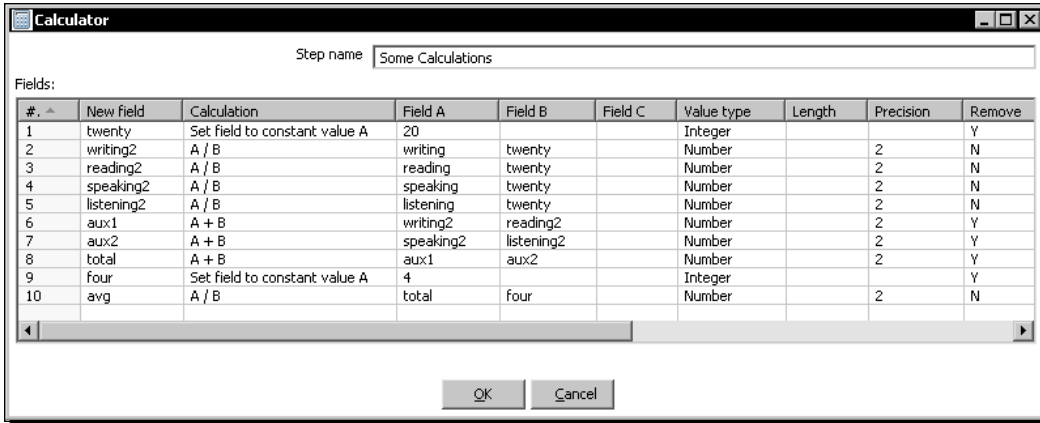 Calculator
Step name Some Calculations
Fields:
#. New field Calculation Field A Field B Field C Value type Length Precision Remove
1 twenty Set field to constant value A 20 Integer Y
2 writing2 A / B writing twenty Number 2 N
3 reading2 A / B reading twenty Number 2 N
4 speaking2 A / B speaking twenty Number 2 N
5 listening2 A / B listening twenty Number 2 N
6 aux1 A + B writing2 reading2 Number 2 Y
7 aux2 A + B speaking2 listening2 Number 2 Y
8 total A + B aux1 aux2 Number 2 Y
9 four Set field to constant value A 4 Integer Y
10 avg A / B total four Number 2 N
OK Cancel